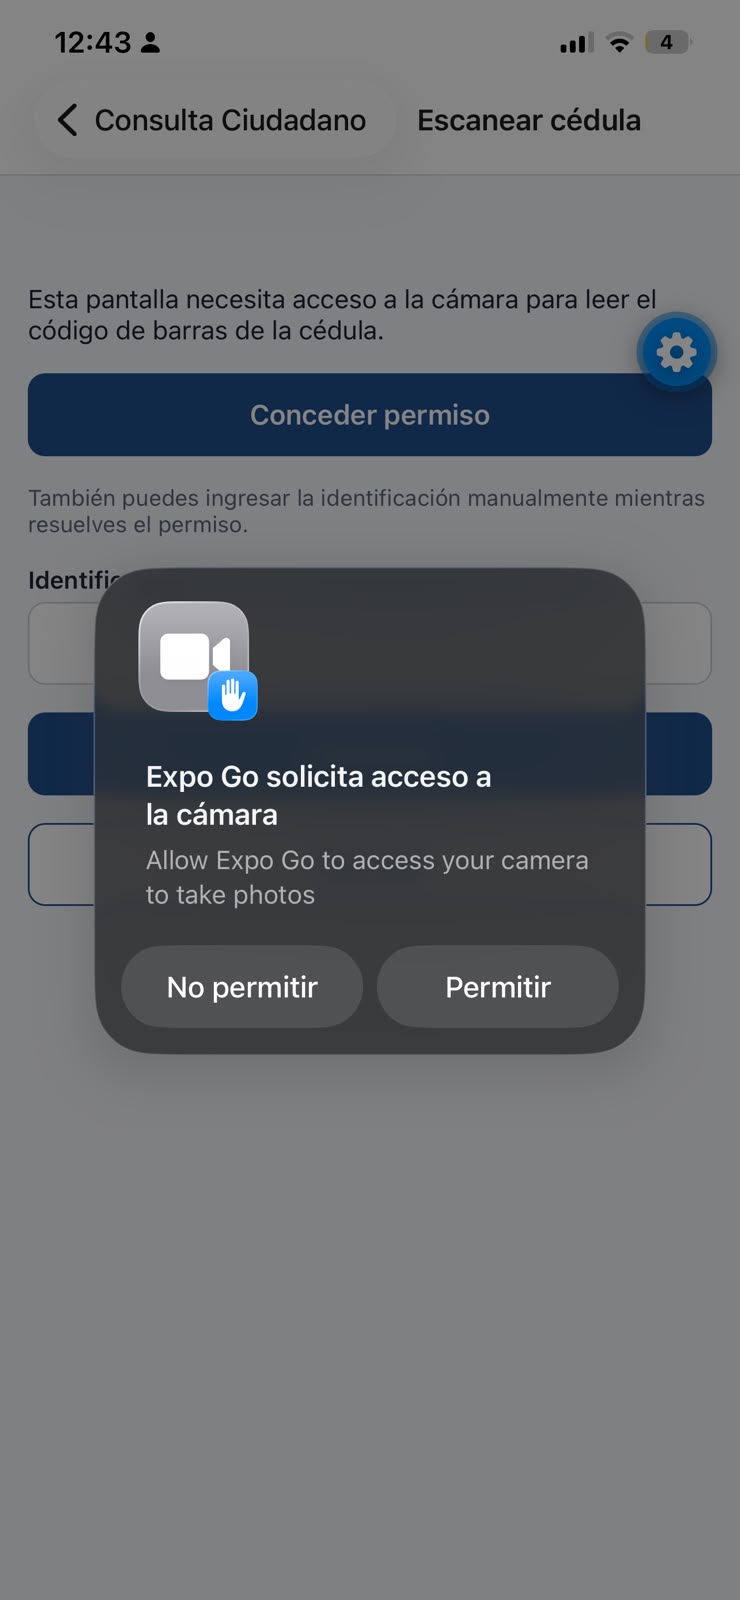 12:43
4
Consulta Ciudadano
Escanear cédula
Esta pantalla necesita acceso a la cámara para leer el
código de barras de la cédula.
Conceder permiso
También puedes ingresar la identificación manualmente mientras
resuelves el permiso.
Expo Go solicita acceso a
la cámara
Allow Expo Go to access your camera
to take photos
No permitir
Permitir